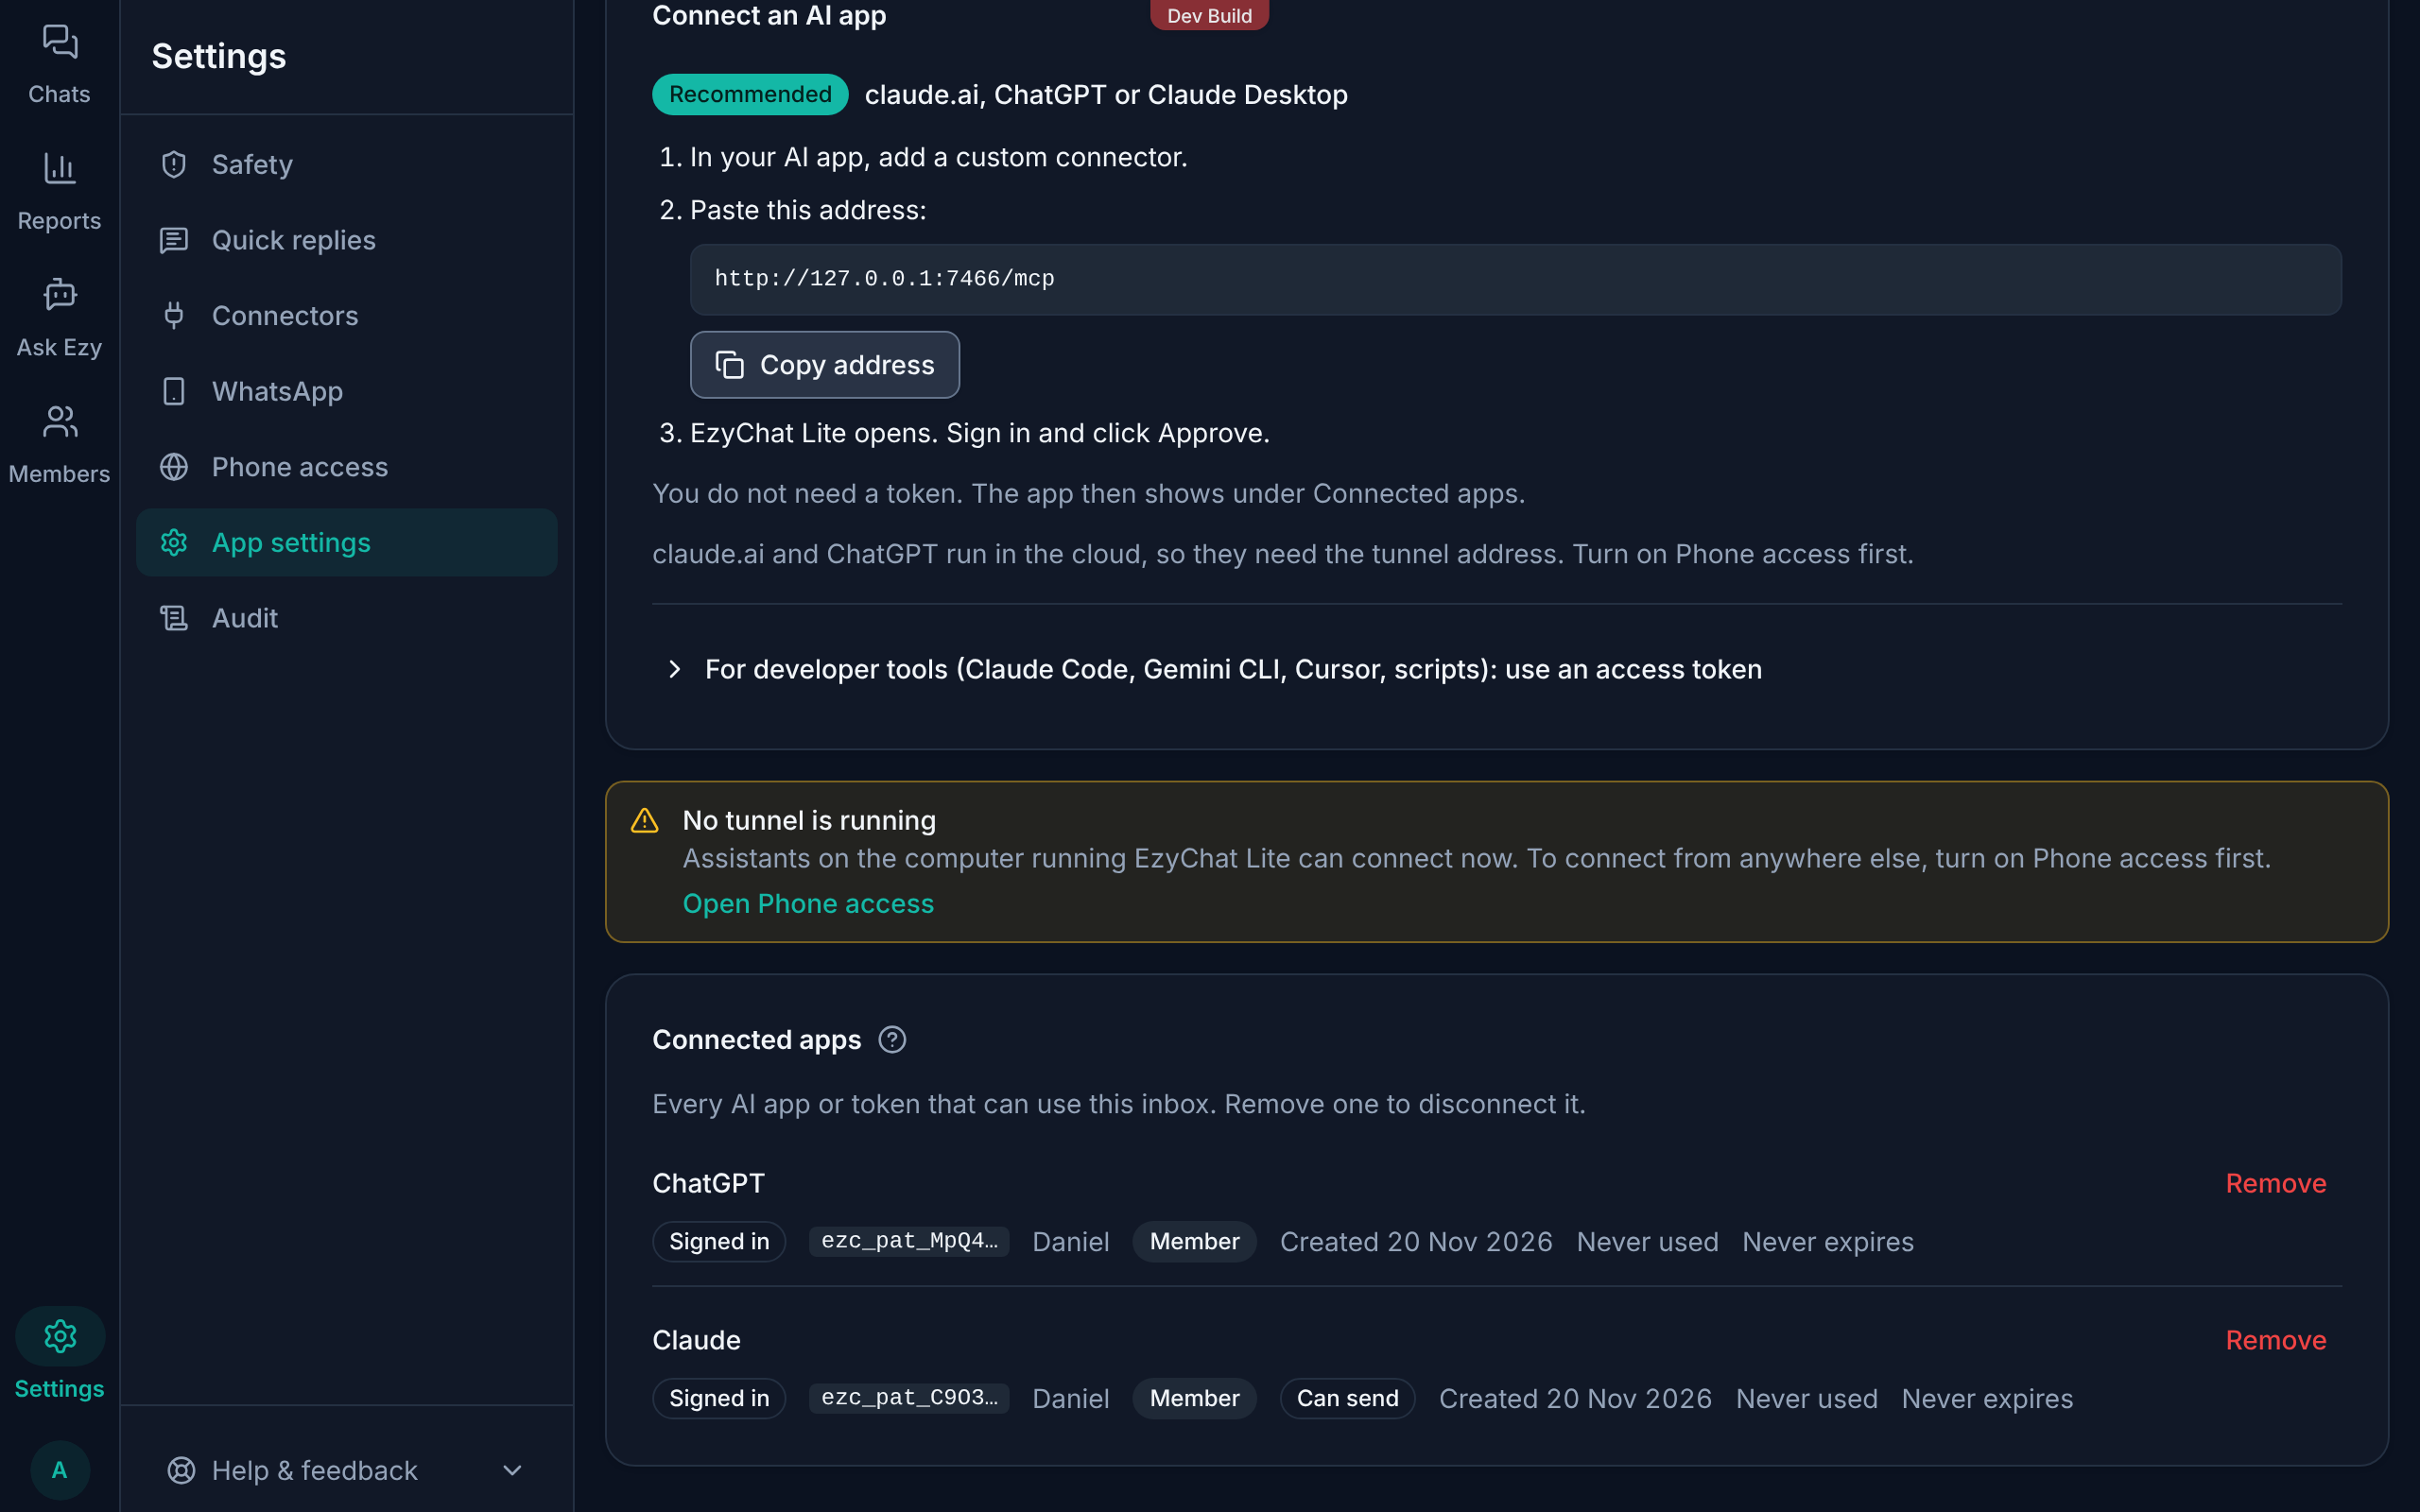 Chats
Reports
Ask Ezy
Members
Settings
A
Settings
Safety
Quick replies
Connectors
WhatsApp
Phone access
App settings
Audit
Help & feedback
Connect an AI app
Dev Build
Recommended claude.ai, ChatGPT or Claude Desktop
1. In your AI app, add a custom connector.
2. Paste this address:
http://127.0.0.1:7466/mcp
Copy address
3. EzyChat Lite opens. Sign in and click Approve.
You do not need a token. The app then shows under Connected apps.
claude.ai and ChatGPT run in the cloud, so they need the tunnel address. Turn on Phone access first.
For developer tools (Claude Code, Gemini CLI, Cursor, scripts): use an access token
No tunnel is running
Assistants on the computer running EzyChat Lite can connect now. To connect from anywhere else, turn on Phone access first.
Open Phone access
Connected apps
Every AI app or token that can use this inbox. Remove one to disconnect it.
ChatGPT Remove
Signed in ezc_pat_MpQ4… Daniel Member Created 20 Nov 2026 Never used Never expires
Claude Remove
Signed in ezc_pat_C9O3… Daniel Member Can send Created 20 Nov 2026 Never used Never expires